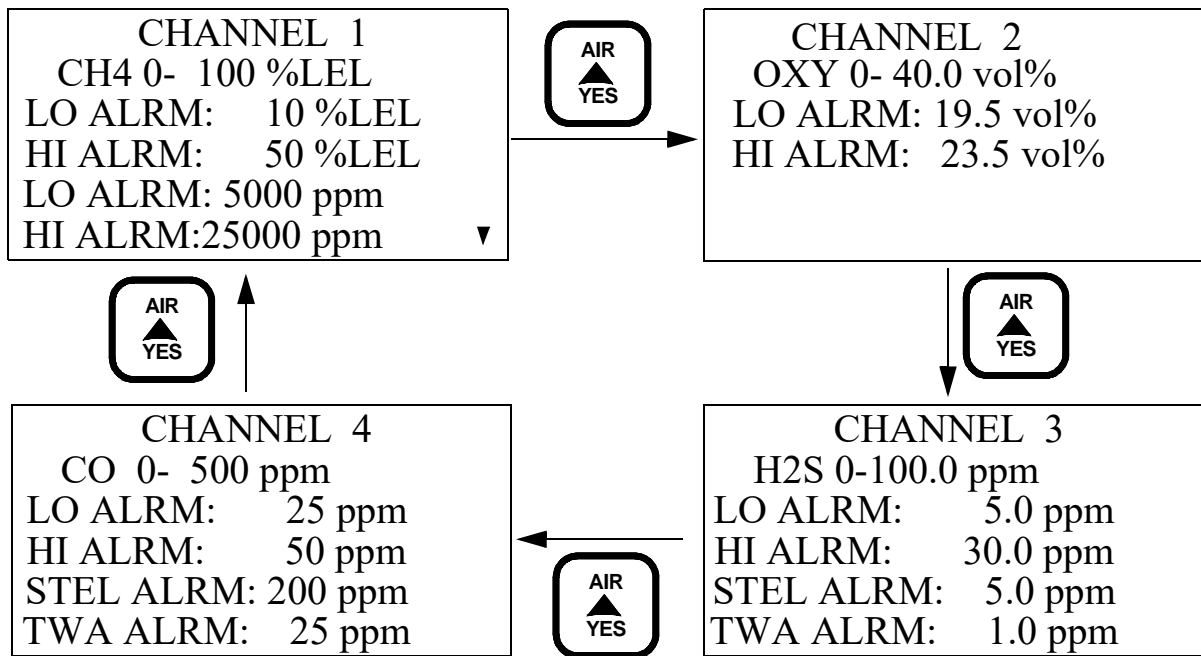 CHANNEL 1
CH4 0- 100 %LEL
LO ALRM: 10 %LEL
HI ALRM: 50 %LEL
LO ALRM: 5000 ppm
HI ALRM:25000 ppm
AIR
YES
CHANNEL 2
OXY 0- 40.0 vol%
LO ALRM: 19.5 vol%
HI ALRM: 23.5 vol%
AIR
YES
CHANNEL 3
H2S 0-100.0 ppm
LO ALRM: 5.0 ppm
HI ALRM: 30.0 ppm
STEL ALRM: 5.0 ppm
TWA ALRM: 1.0 ppm
AIR
YES
CHANNEL 4
CO 0- 500 ppm
LO ALRM: 25 ppm
HI ALRM: 50 ppm
STEL ALRM: 200 ppm
TWA ALRM: 25 ppm
AIR
YES